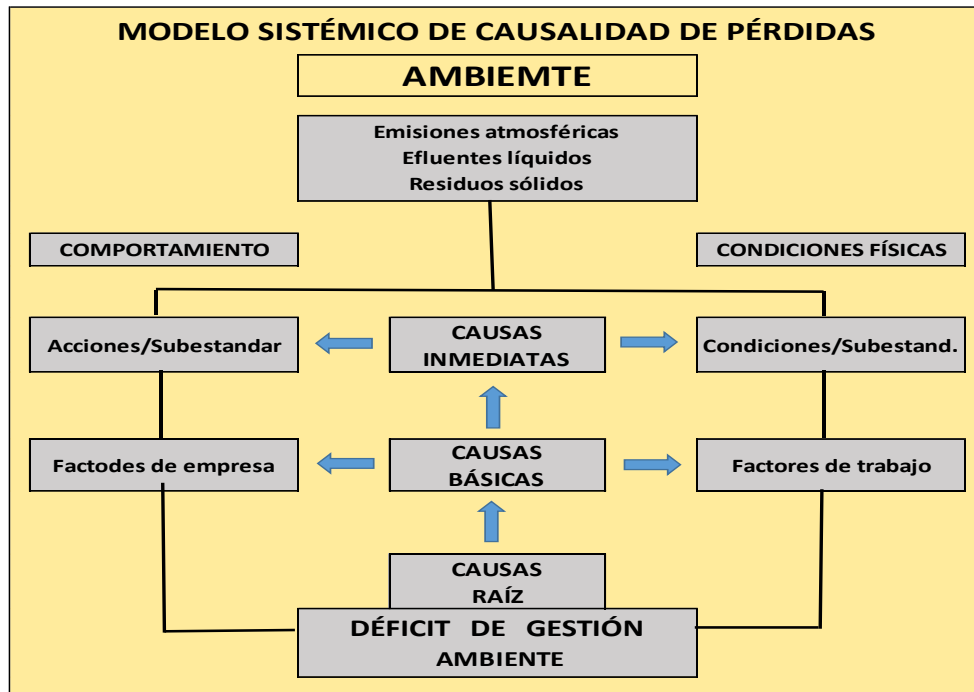 MODELO SISTÉMICO DE CAUSALIDAD DE PÉRDIDAS
AMBIEMTE
Emisiones atmosféricas
Efluentes líquidos
Residuos sólidos
COMPORTAMIENTO
CONDICIONES FÍSICAS
Acciones/Subestandar
CAUSAS
INMEDIATAS
Condiciones/Subestand.
Factodes de empresa
CAUSAS
BÁSICAS
Factores de trabajo
CAUSAS
RAÍZ
DÉFICIT DE GESTIÓN
AMBIENTE